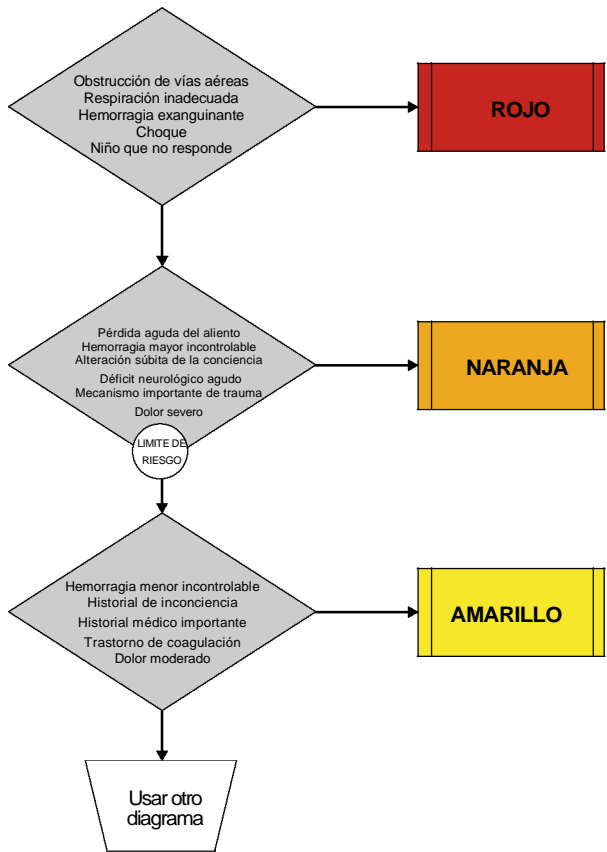 Obstrucción de vías aéreas
Respiración inadecuada
Hemorragia exanguinante
Choque
Niño que no responde
ROJO
Pérdida aguda del aliento
Hemorragia mayor incontrolable
Alteración súbita de la conciencia
Déficit neurológico agudo
Mecanismo importante de trauma
Dolor severo
NARANJA
LIMITE DE
RIESGO
Hemorragia menor incontrolable
Historial de inconciencia
Historial médico importante
Trastorno de coagulación
Dolor moderado
AMARILLO
Usar otro
diagrama